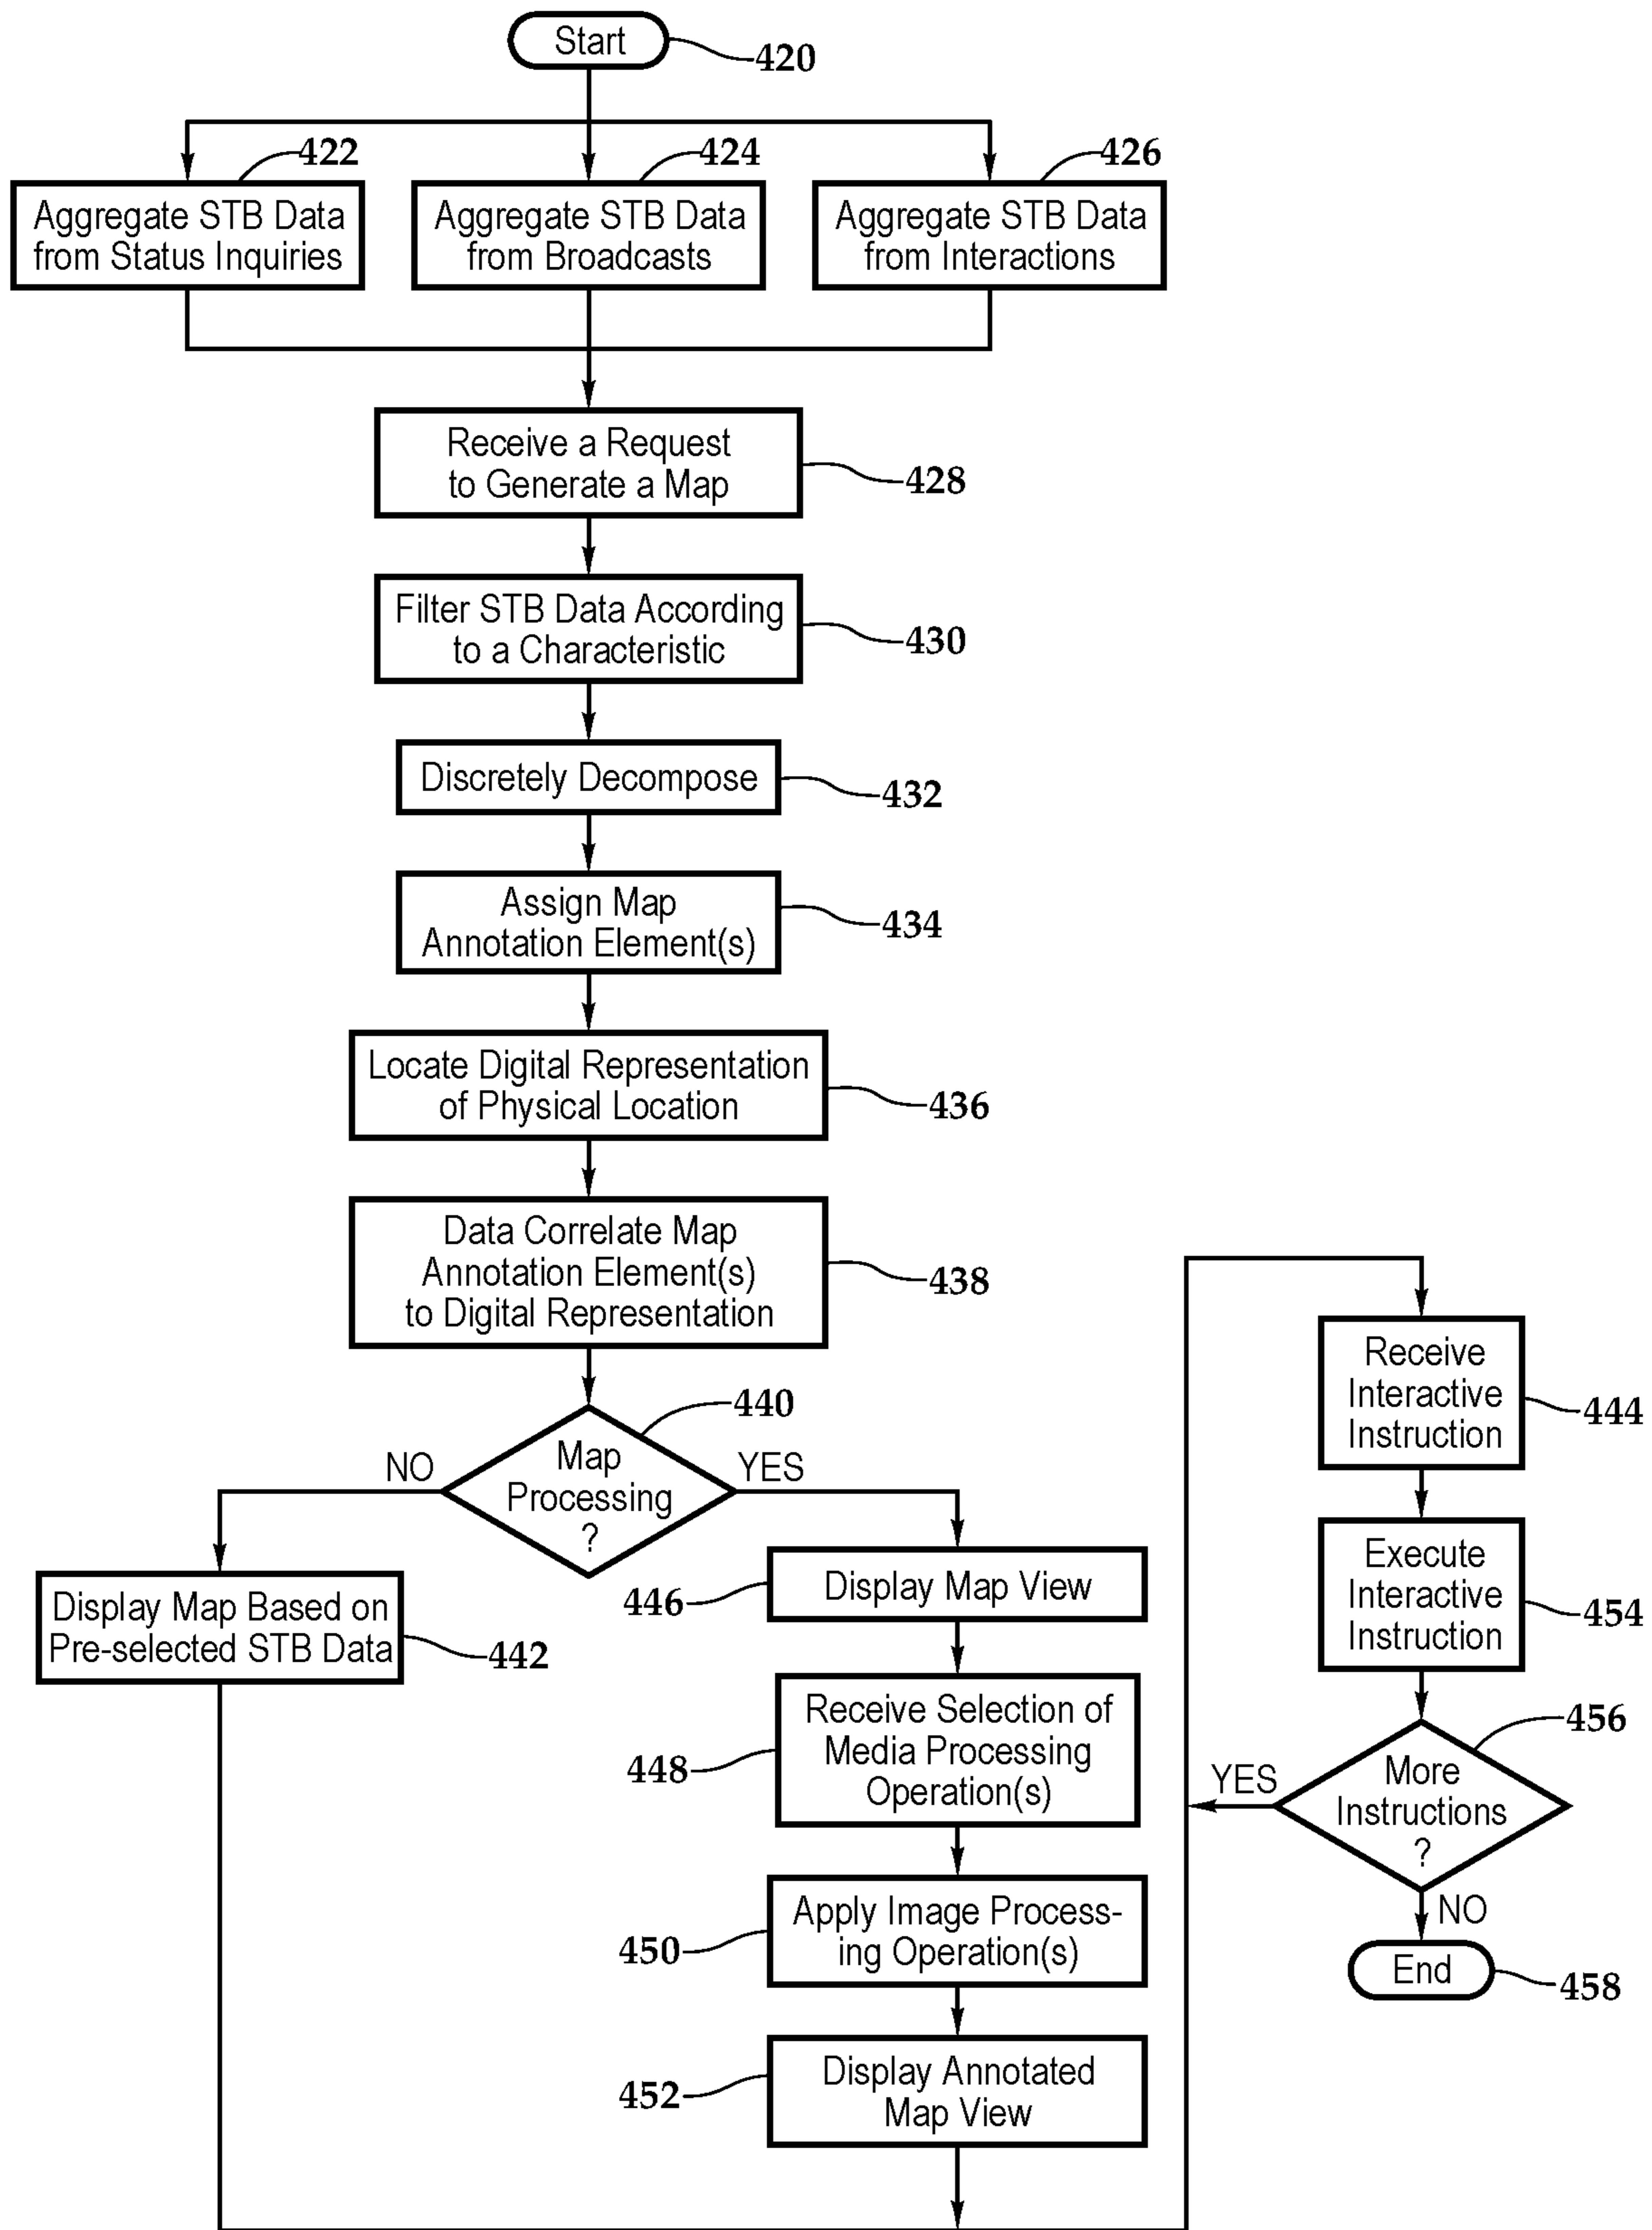 Start
420
422
424
426
Aggregate STB Data
from Status Inquiries
Aggregate STB Data
from Broadcasts
Aggregate STB Data
from Interactions
Receive a Request
to Generate a Map
428
Filter STB Data According
to a Characteristic
430
Discretely Decompose
432
Assign Map
Annotation Element(s)
434
Locate Digital Representation
of Physical Location
436
Data Correlate Map
Annotation Element(s)
to Digital Representation
438
440
Map
Processing
?
NO
YES
Display Map Based on
Pre-selected STB Data
442
446
Display Map View
448
Receive Selection of
Media Processing
Operation(s)
450
Apply Image Process-
ing Operation(s)
452
Display Annotated
Map View
Receive
Interactive
Instruction
444
Execute
Interactive
Instruction
454
456
More
Instructions
?
YES
NO
End
458